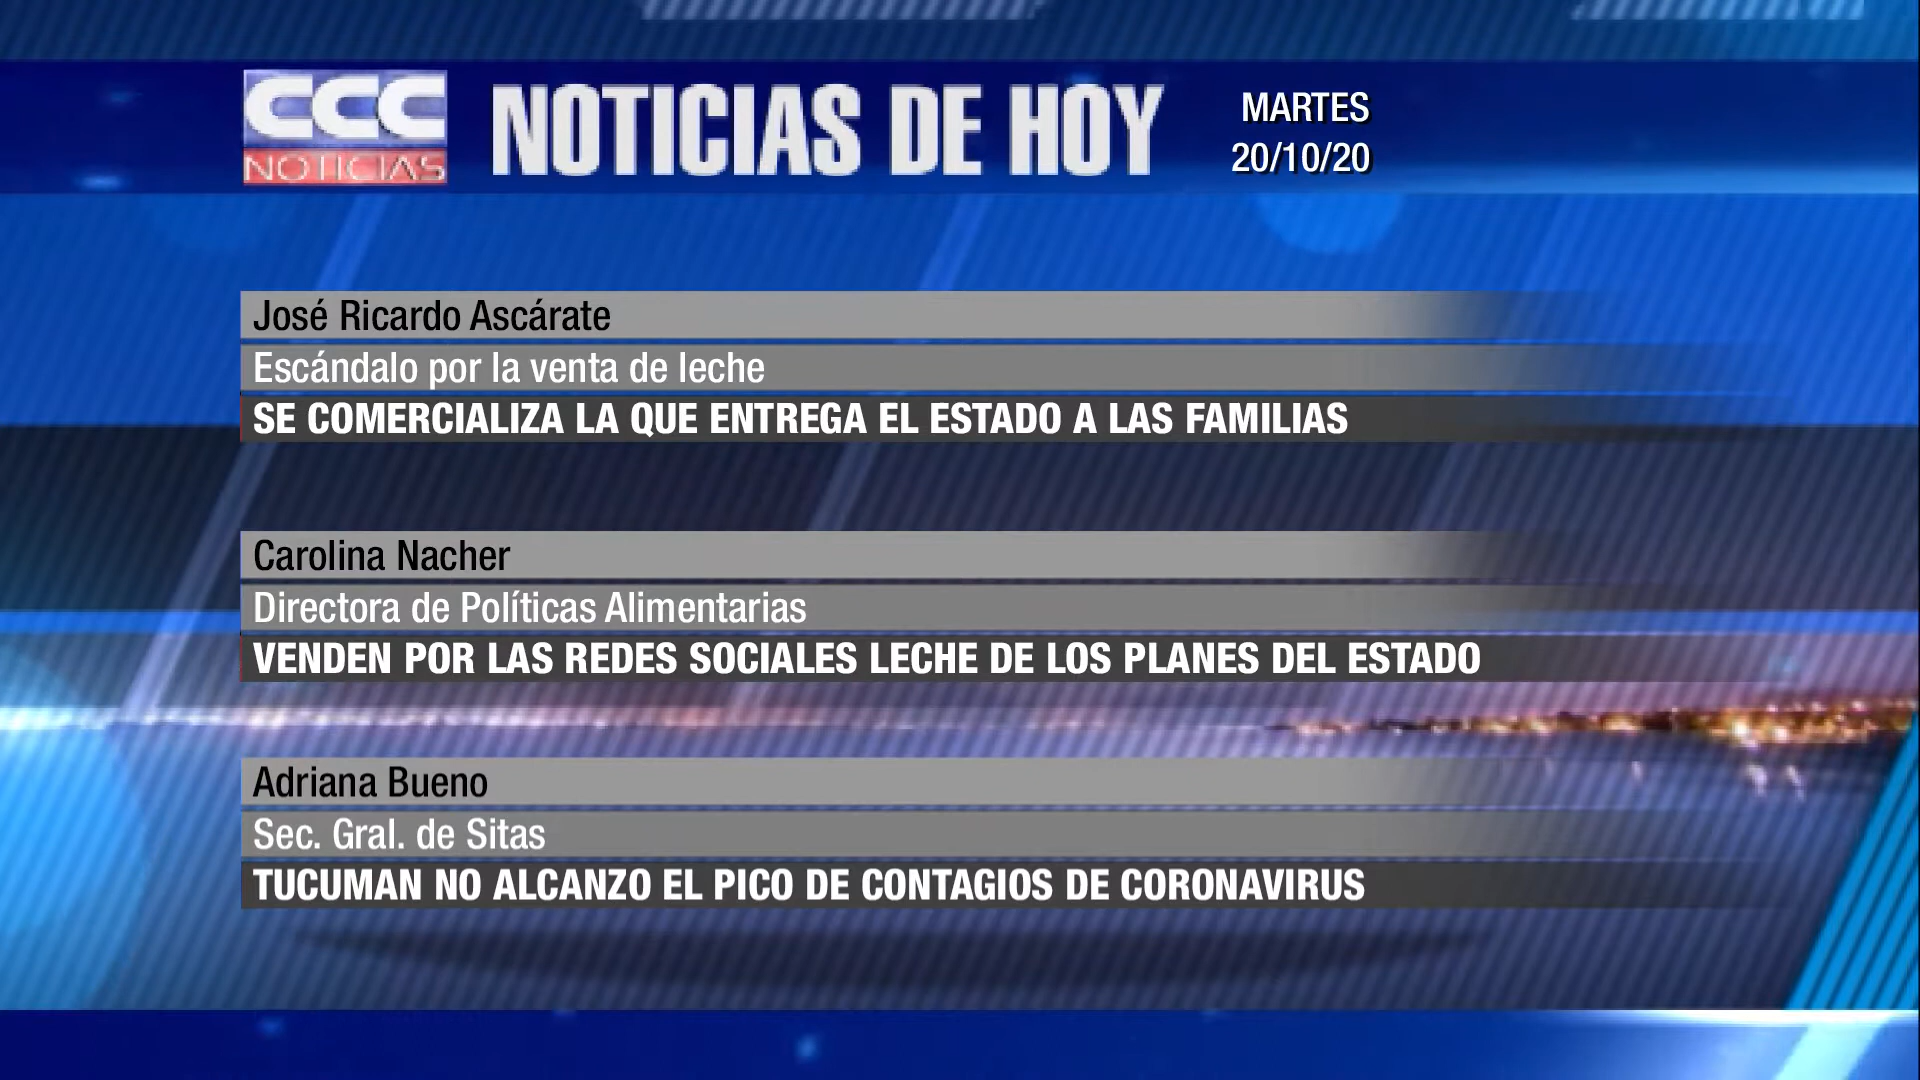 CCC
NOTICIAS
NOTICIAS DE HOY
MARTES
20/10/20
José Ricardo Ascárate
Escándalo por la venta de leche
SE COMERCIALIZA LA QUE ENTREGA EL ESTADO A LAS FAMILIAS
Carolina Nacher
Directora de Políticas Alimentarias
VENDEN POR LAS REDES SOCIALES LECHE DE LOS PLANES DEL ESTADO
Adriana Bueno
Sec. Gral. de Sitas
TUCUMAN NO ALCANZO EL PICO DE CONTAGIOS DE CORONAVIRUS